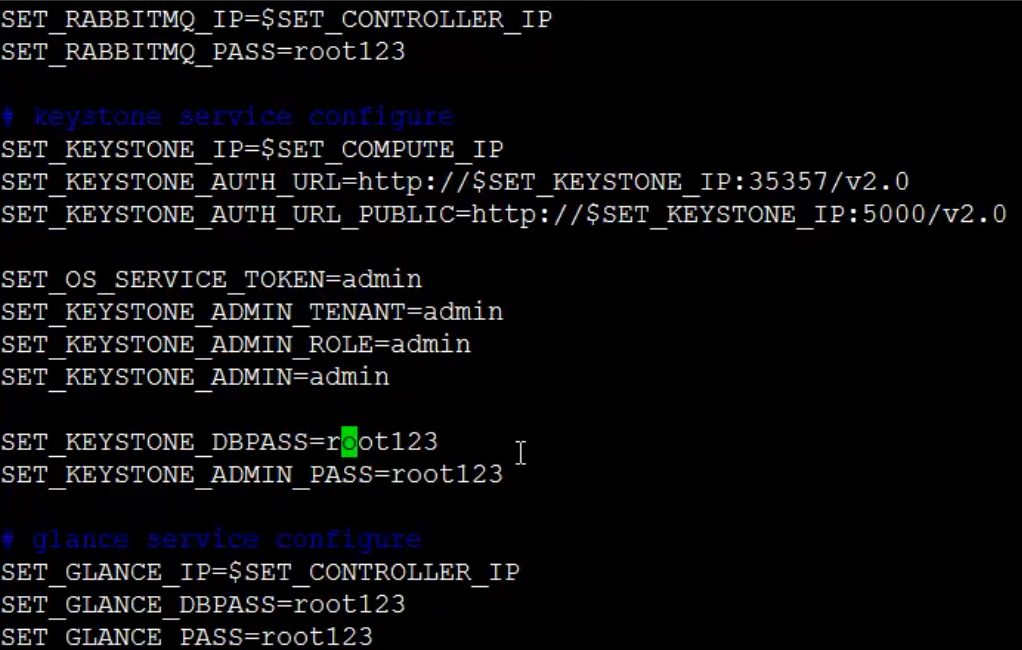 SET_RABBITMQ_IP=$SET_CONTROLLER_IP
SET_RABBITMQ_PASS=root123
# keystone service configure
SET_KEYSTONE_IP=$SET_COMPUTE_IP
SET_KEYSTONE_AUTH_URL=http://$SET_KEYSTONE_IP:35357/v2.0
SET_KEYSTONE_AUTH_URL_PUBLIC=http://$SET_KEYSTONE_IP:5000/v2.0
SET_OS_SERVICE_TOKEN=admin
SET_KEYSTONE_ADMIN_TENANT=admin
SET_KEYSTONE_ADMIN_ROLE=admin
SET_KEYSTONE_ADMIN=admin
SET_KEYSTONE_DBPASS=root123
SET_KEYSTONE_ADMIN_PASS=root123
# glance service configure
SET_GLANCE_IP=$SET_CONTROLLER_IP
SET_GLANCE_DBPASS=root123
SET_GLANCE_PASS=root123